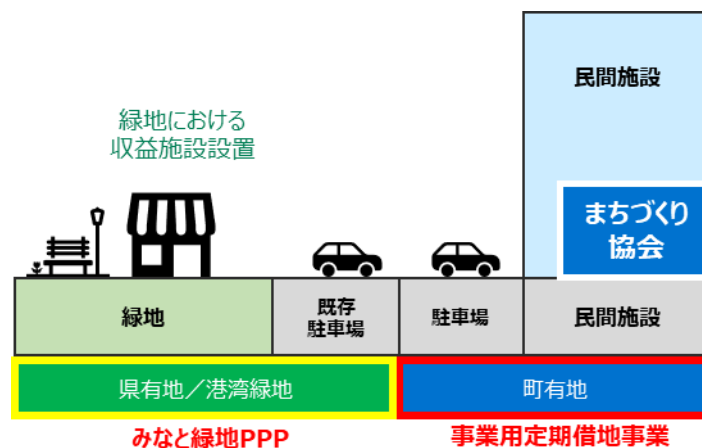 民間施設
緑地における
収益施設設置
まちづくり
協会
緑地
既存
駐車場
駐車場
民間施設
県有地／港湾緑地
町有地
みなと緑地PPP
事業用定期借地事業